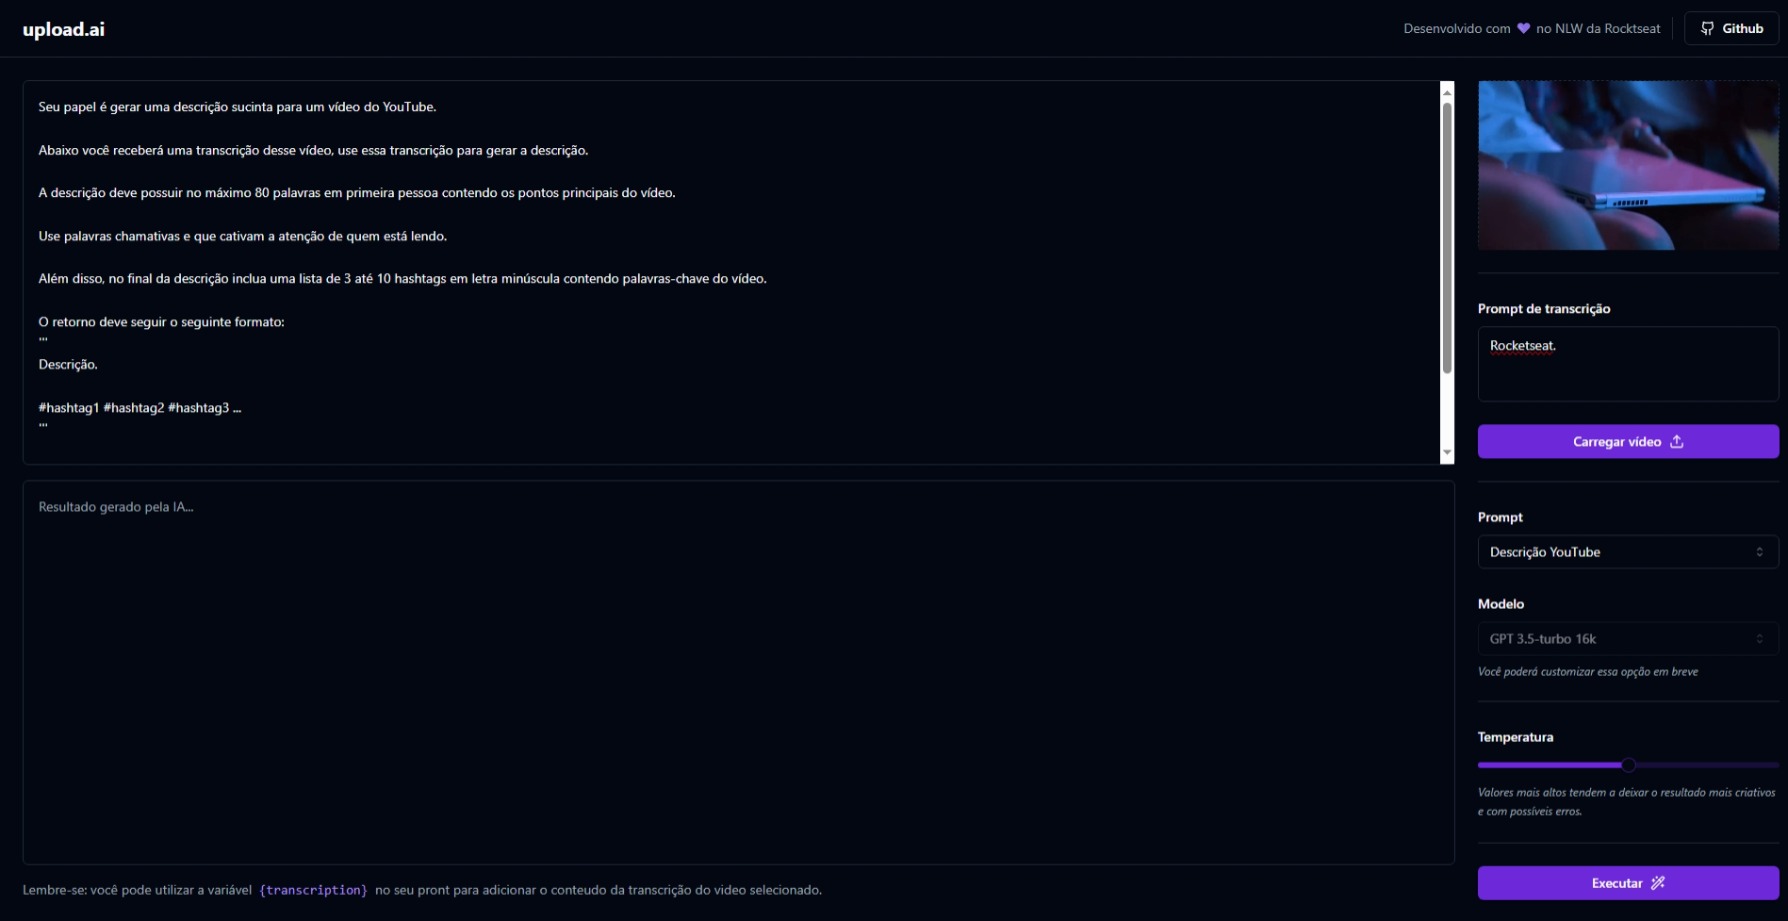 upload.ai
Desenvolvido com 💜 no NLW da Rocktseat
Github
Seu papel é gerar uma descrição sucinta para um vídeo do YouTube.
Abaixo você receberá uma transcrição desse vídeo, use essa transcrição para gerar a descrição.
A descrição deve possuir no máximo 80 palavras em primeira pessoa contendo os pontos principais do vídeo.
Use palavras chamativas e que cativam a atenção de quem está lendo.
Além disso, no final da descrição inclua uma lista de 3 até 10 hashtags em letra minúscula contendo palavras-chave do vídeo.
O retorno deve seguir o seguinte formato:
'''
Descrição.
#hashtag1 #hashtag2 #hashtag3 ...
'''
Resultado gerado pela IA...
Lembre-se: você pode utilizar a variável {transcription} no seu pront para adicionar o conteudo da transcrição do video selecionado.
Prompt de transcrição
Rocketseat.
Carregar vídeo
Prompt
Descrição YouTube
Modelo
GPT 3.5-turbo 16k
Você poderá customizar essa opção em breve
Temperatura
Valores mais altos tendem a deixar o resultado mais criativos
e com possíveis erros.
Executar